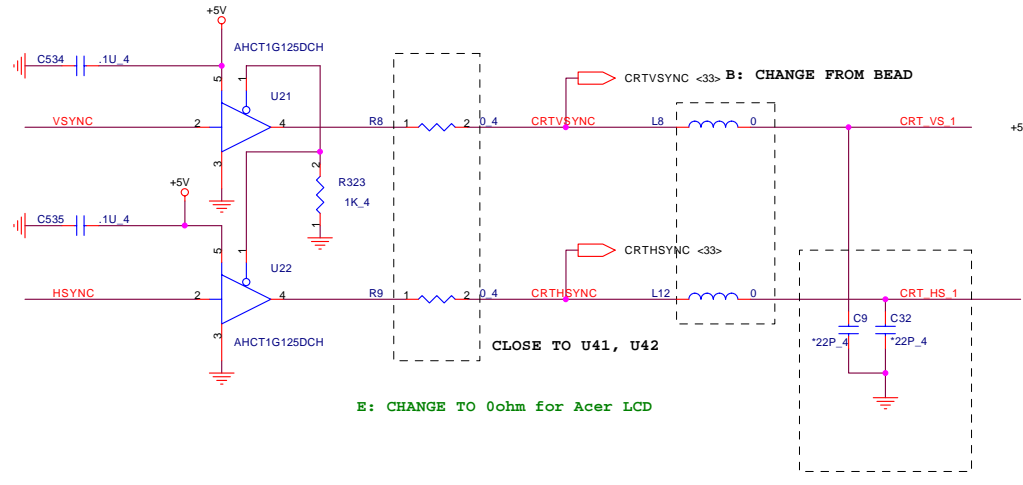 +5V
AHCT1G125DCH
C534 .1U_4
5
1
U21
CRTVSYNC <33>
B: CHANGE FROM BEAD
VSYNC 2 4 R8 1 2 0_4 CRTVSYNC L8 0 CRT_VS_1 +5
3
+5V
2
R323
1K_4
1
C535 .1U_4
5
1
U22
CRTHSYNC <33>
HSYNC 2 4 R9 1 2 0_4 CRTHSYNC L12 0 CRT_HS_1
3
AHCT1G125DCH
CLOSE TO U41, U42
C9 C32
*22P_4 *22P_4
E: CHANGE TO 0ohm for Acer LCD